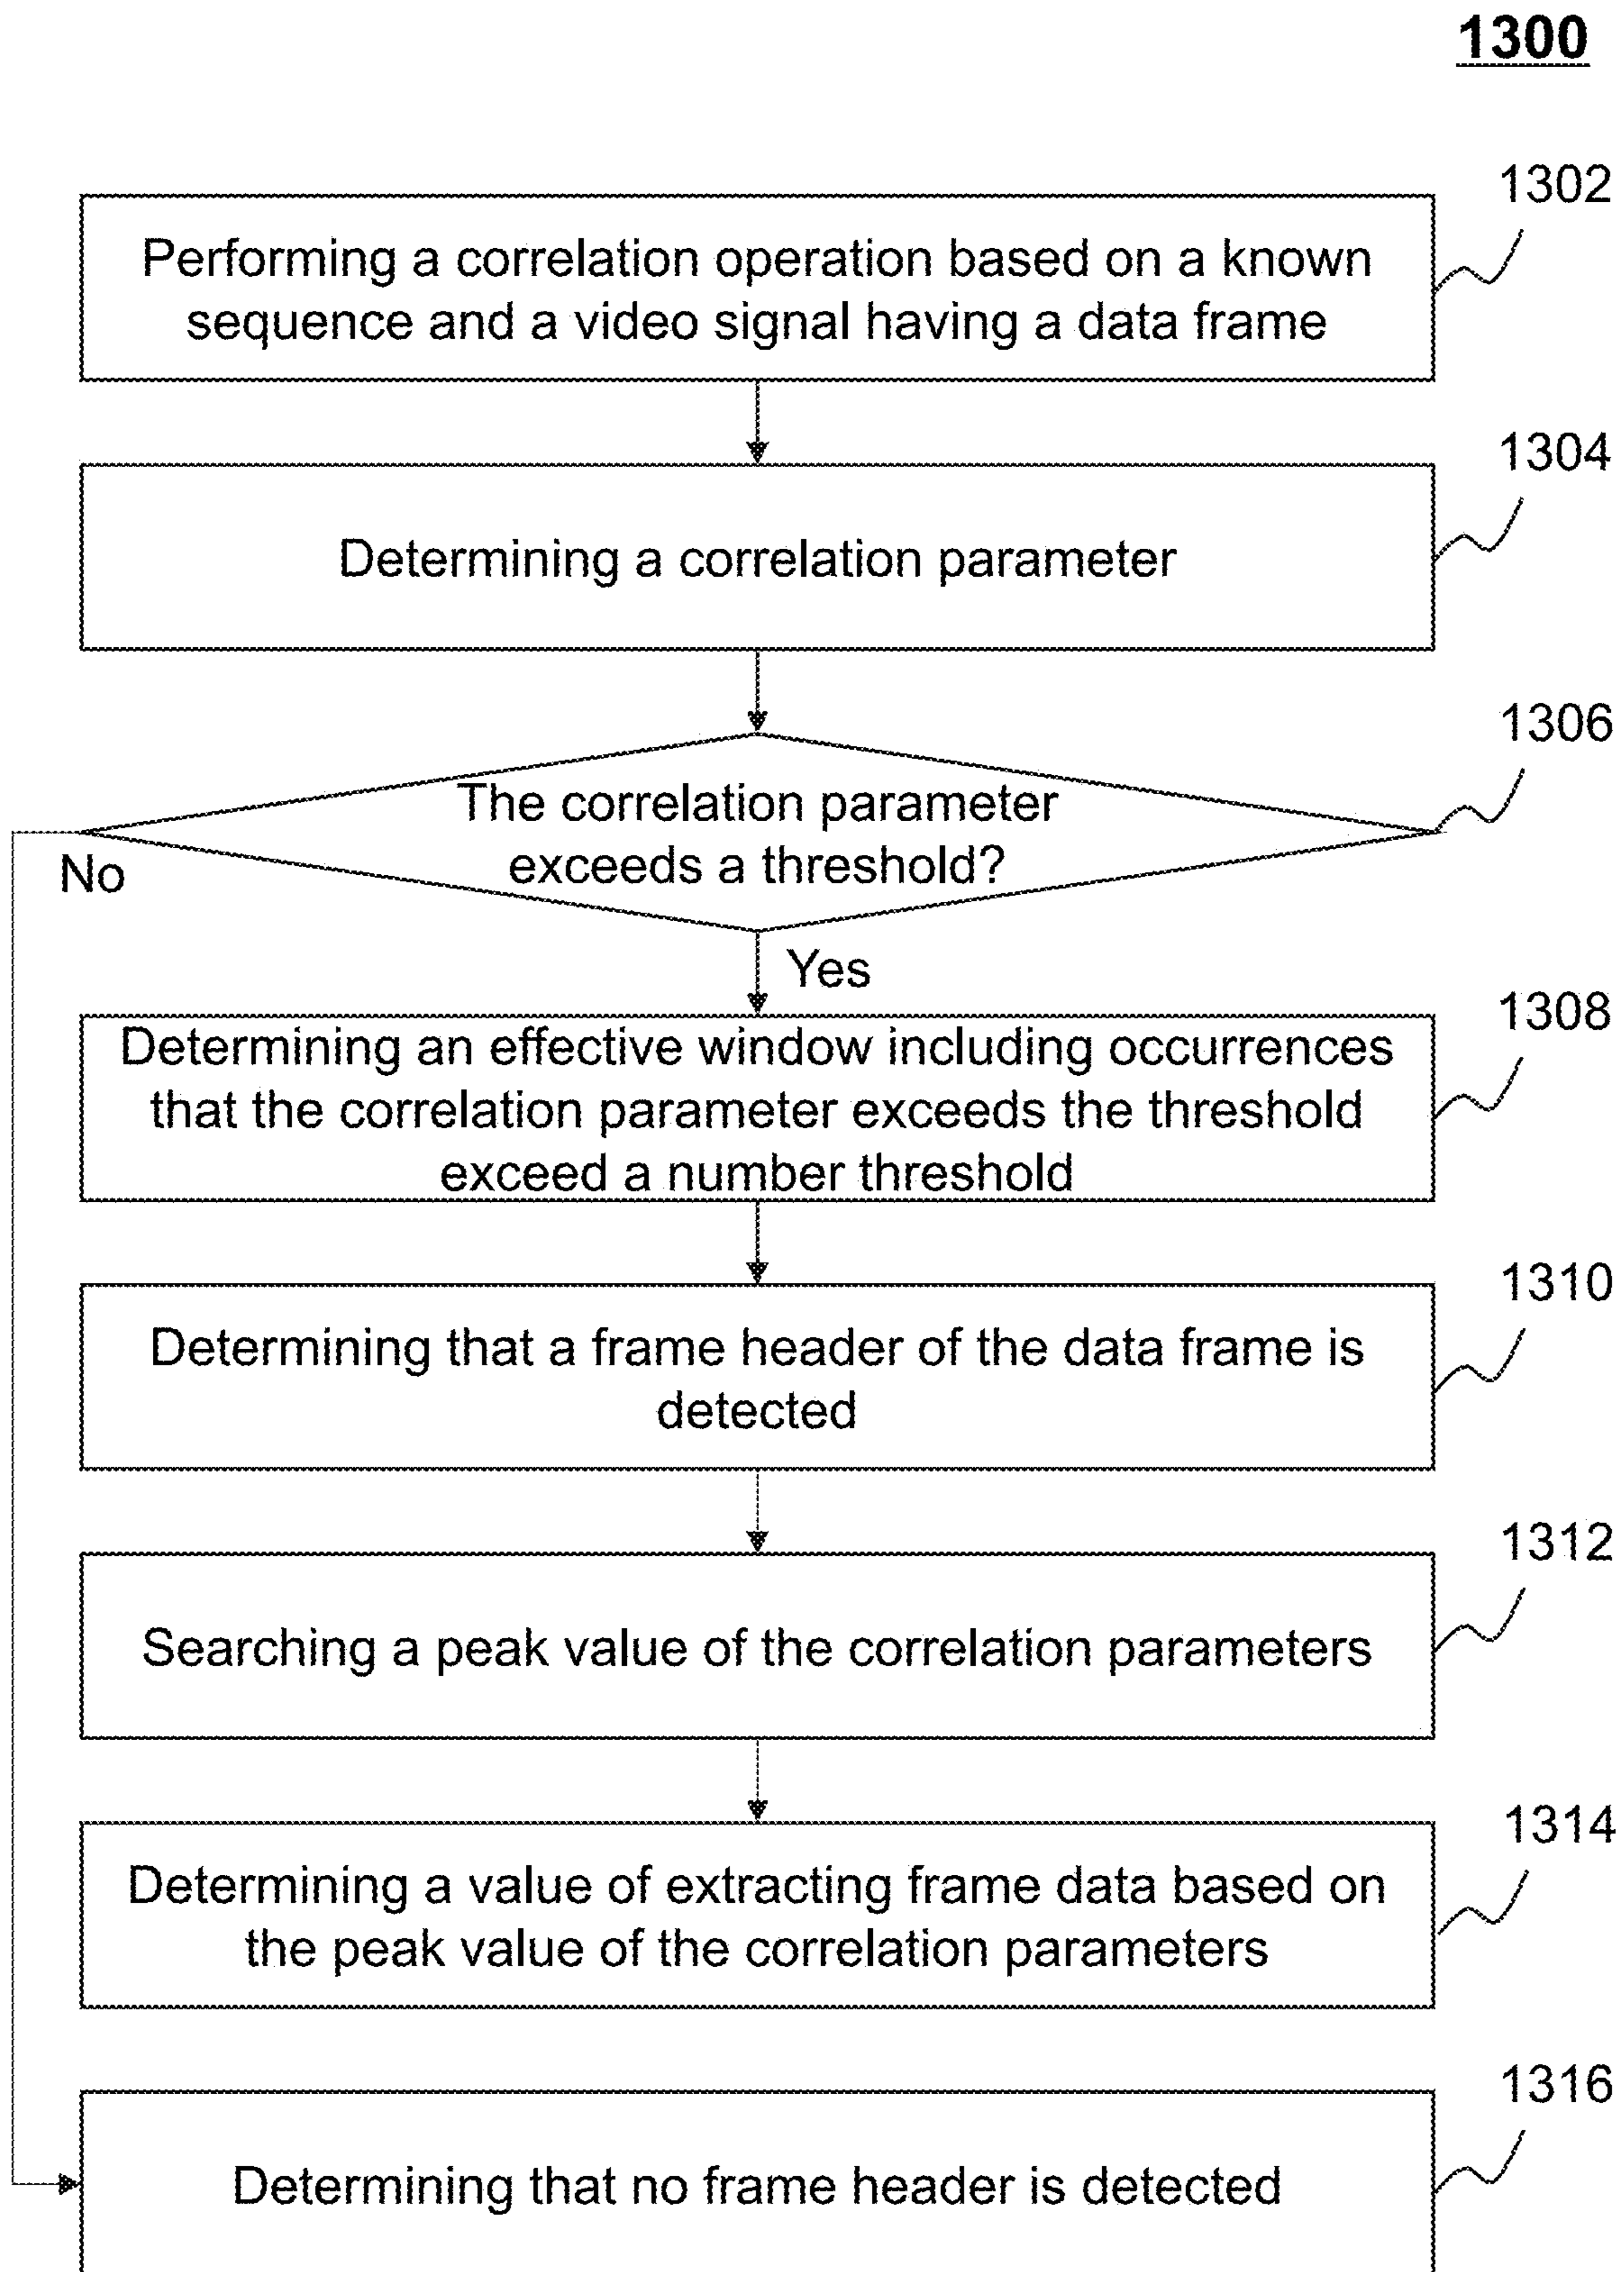 1300
1302
Performing a correlation operation based on a known
sequence and a video signal having a data frame
1304
Determining a correlation parameter
1306
The correlation parameter
exceeds a threshold?
No
Yes
1308
Determining an effective window including occurrences
that the correlation parameter exceeds the threshold
exceed a number threshold
1310
Determining that a frame header of the data frame is
detected
1312
Searching a peak value of the correlation parameters
1314
Determining a value of extracting frame data based on
the peak value of the correlation parameters
1316
Determining that no frame header is detected